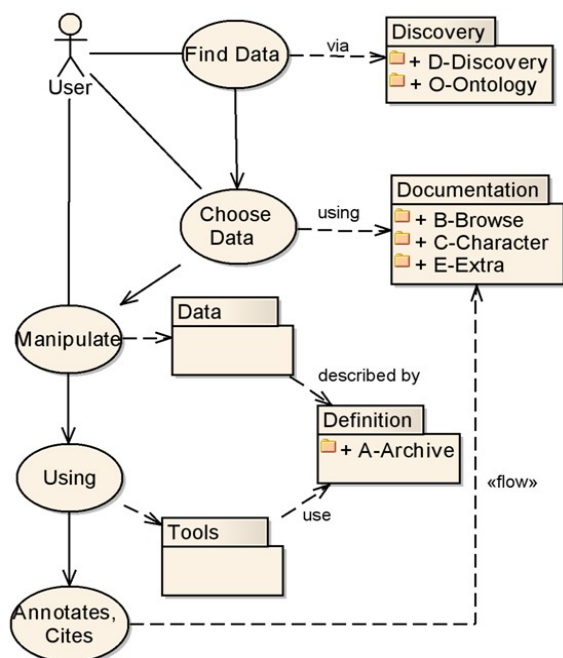 User
Find Data
via
Discovery
+ D-Discovery
+ O-Ontology
Choose
Data
using
Documentation
+ B-Browse
+ C-Character
+ E-Extra
Manipulate
Data
described by
Definition
+ A-Archive
Using
Tools
use
«flow»
Annotates,
Cites